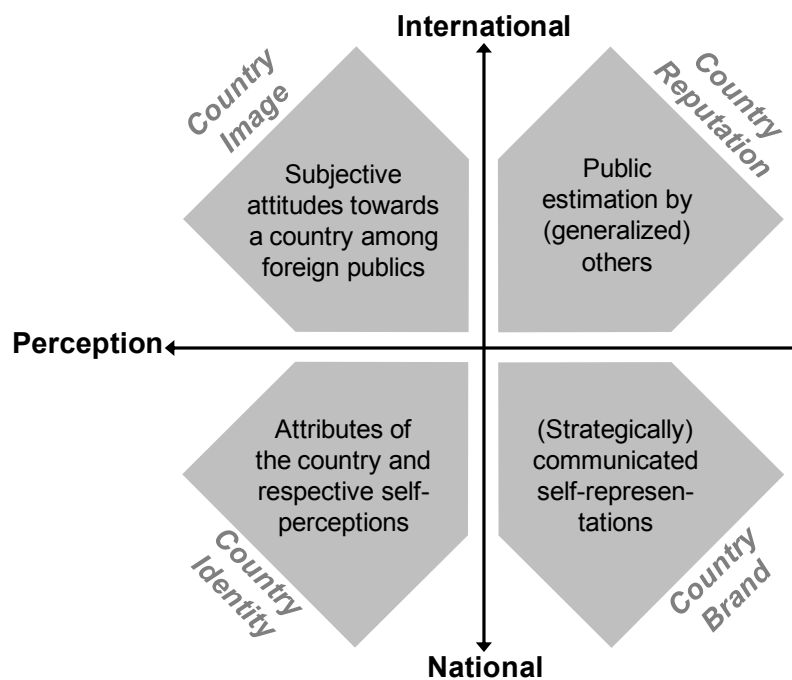 International
Country
Image
Country
Reputation
Subjective
attitudes towards
a country among
foreign publics
Public
estimation by
(generalized)
others
Perception
Attributes of
the country and
respective self-
perceptions
(Strategically)
communicated
self-represen-
tations
Country
Identity
Country
Brand
National